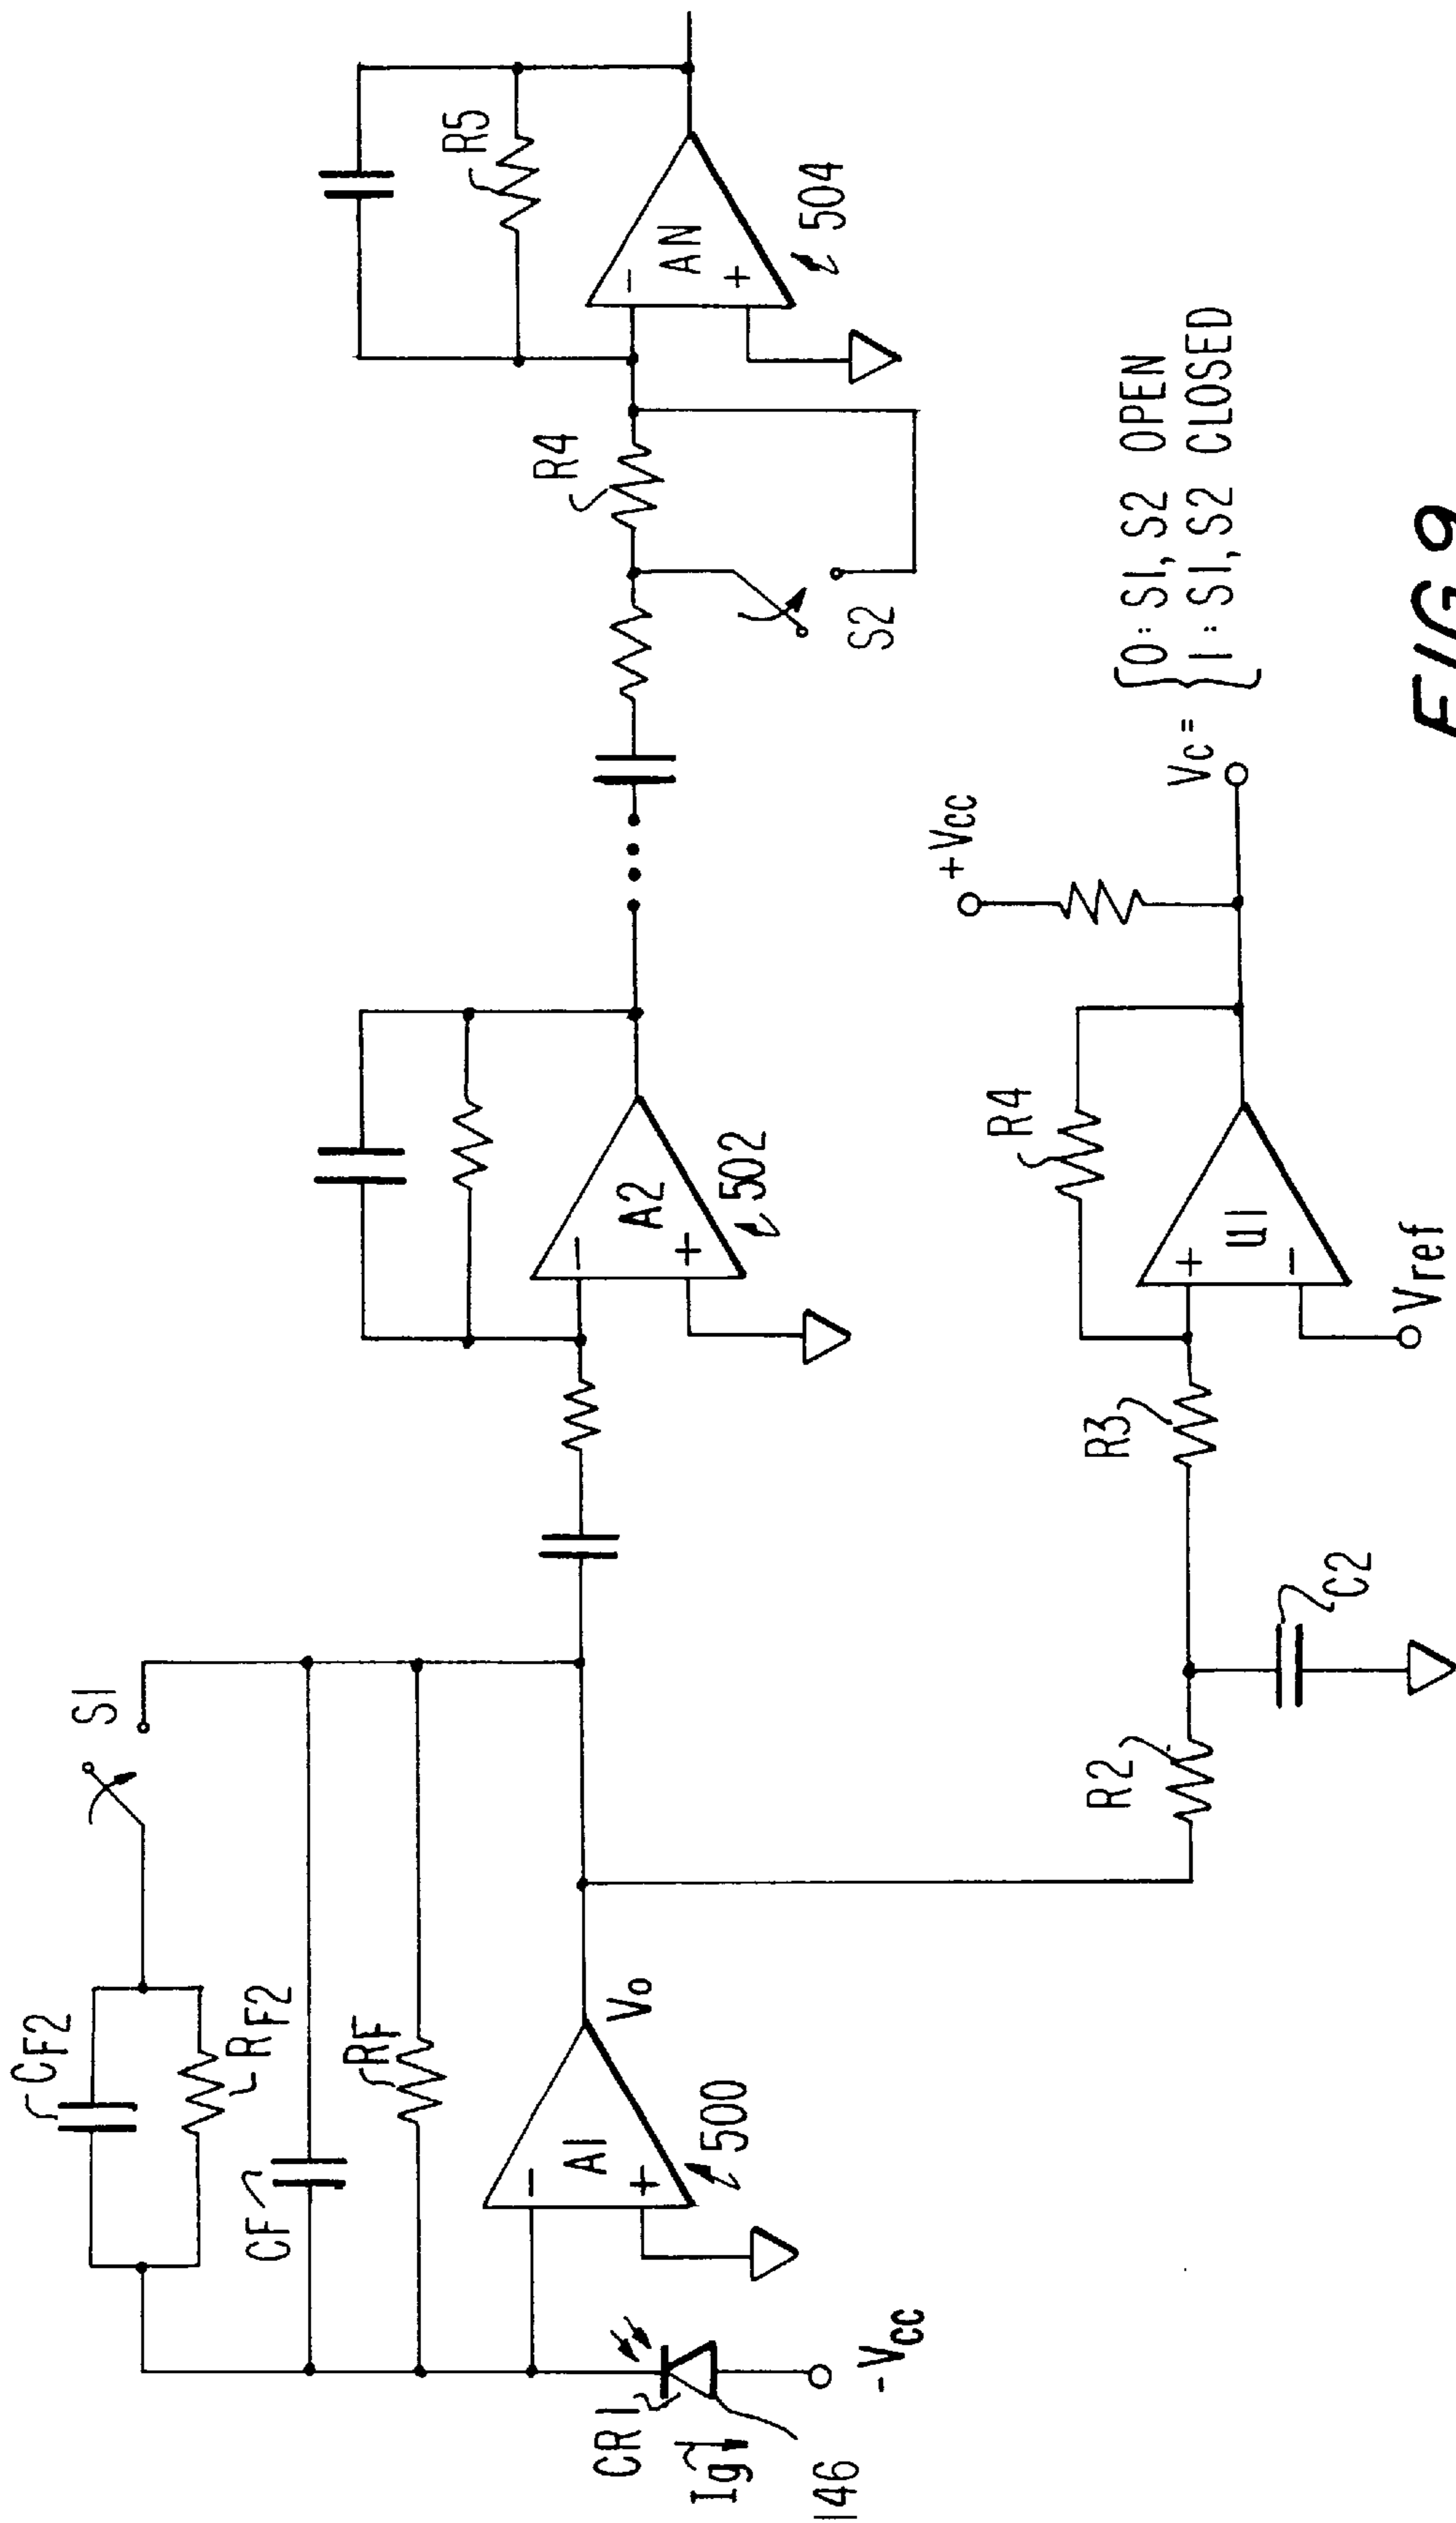 CF2
S1
RF2
CF
RF
A1
-
+
Vo
500
CR1
Ig
146
-Vcc
A2
-
+
502
R4
S2
R5
AN
-
+
504
R2
C2
R3
R4
U1
+
-
Vref
+Vcc
Vc =
0: S1, S2 OPEN
1: S1, S2 CLOSED
FIG. 9